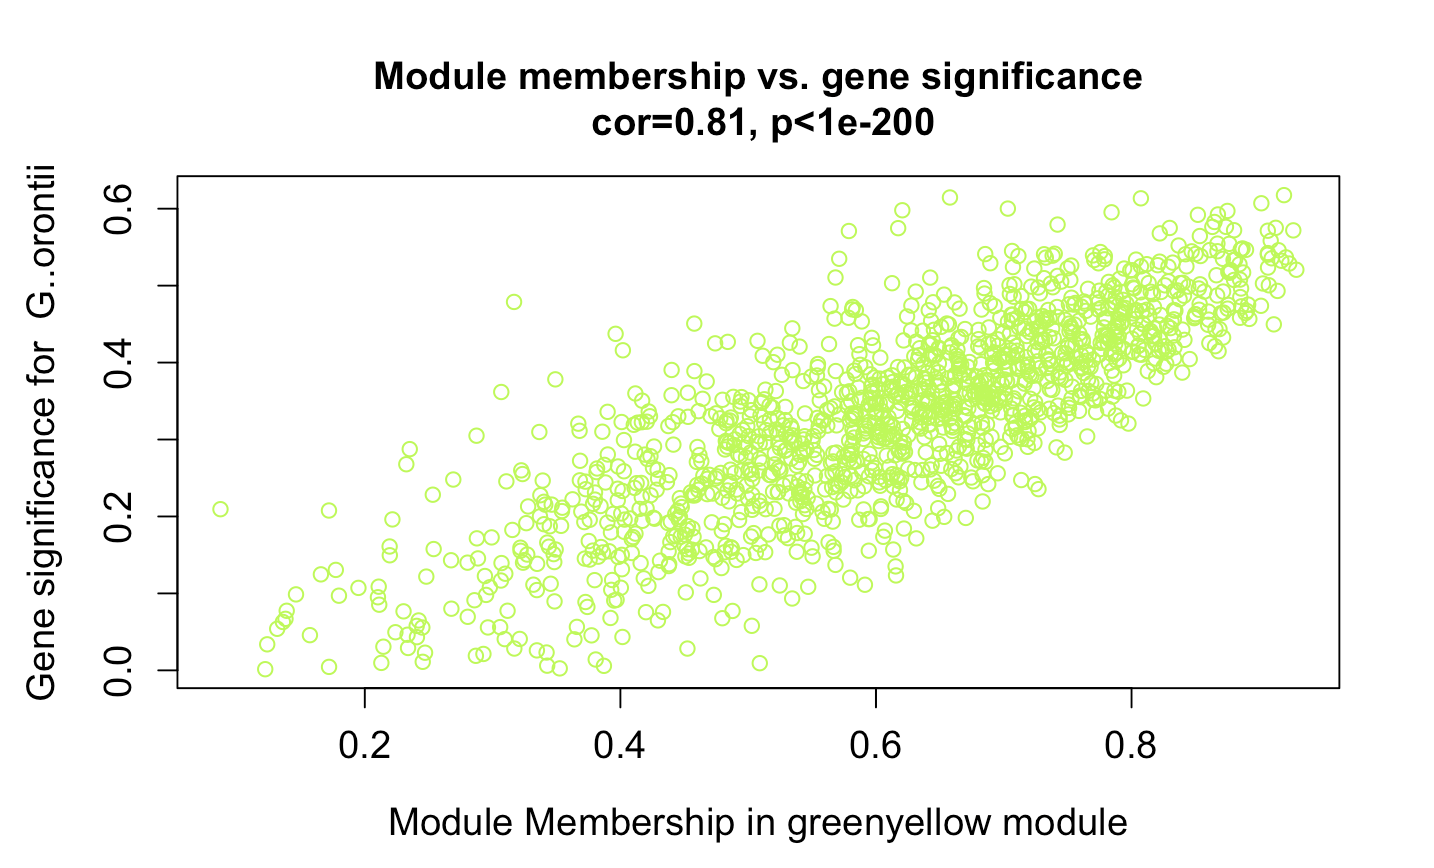 Module membership vs. gene significance
cor=0.81, p<1e-200
Gene significance for  G..orontii
0.6
0.4
0.2
0.0
0.2
0.4
0.6
0.8
Module Membership in greenyellow module